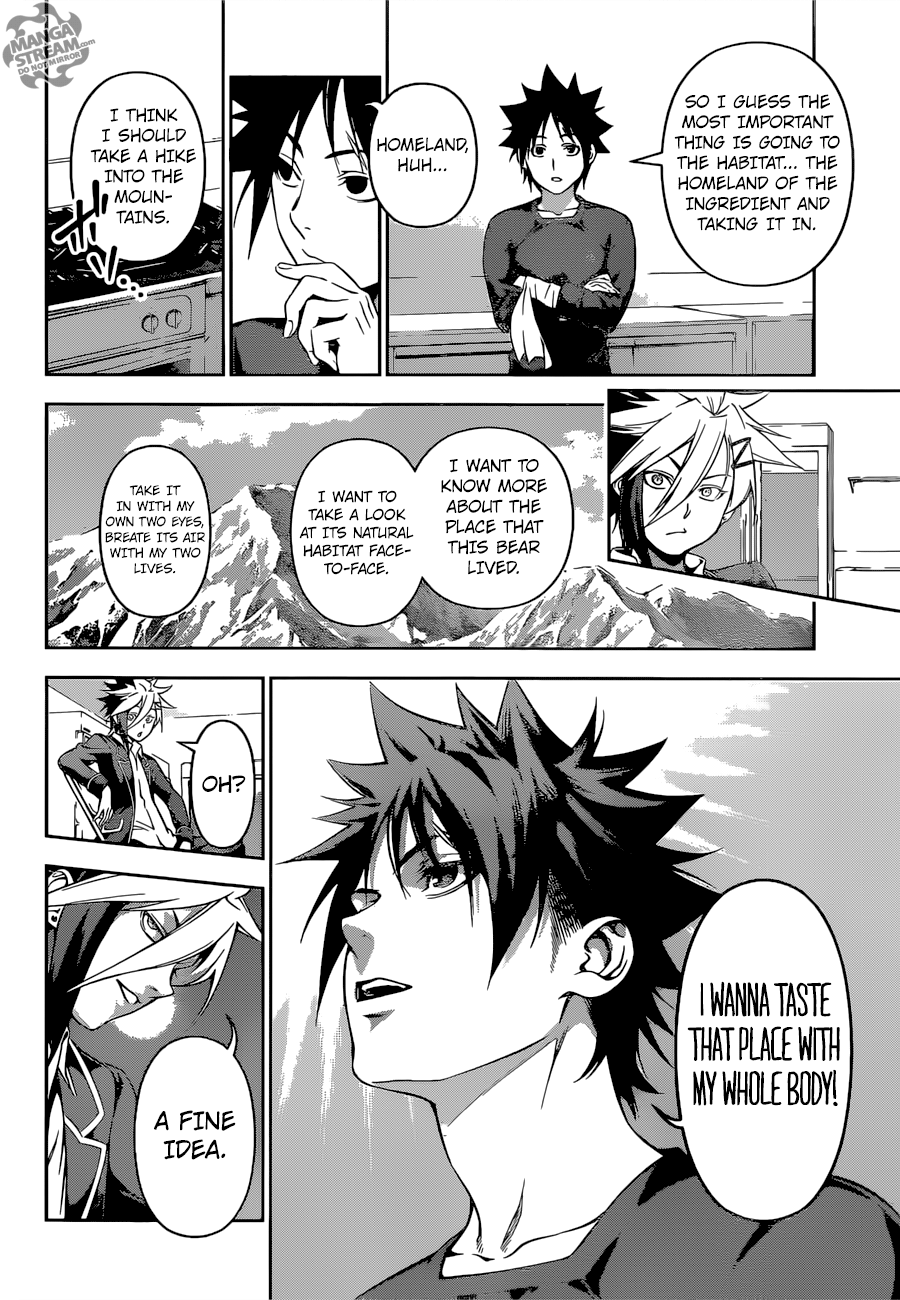 MANGA
STREAM.com
DO NOT MIRROR
SO I GUESS THE
MOST IMPORTANT
THING IS GOING TO
THE HABITAT... THE
HOMELAND OF THE
INGREDIENT AND
TAKING IT IN.
HOMELAND,
HUH...
I THINK
I SHOULD
TAKE A HIKE
INTO THE
MOUN-
TAINS.
I WANT TO
KNOW MORE
ABOUT THE
PLACE THAT
THIS BEAR
LIVED.
I WANT TO
TAKE A LOOK
AT ITS NATURAL
HABITAT FACE-
TO-FACE.
TAKE IT
IN WITH MY
OWN TWO EYES,
BREATE ITS AIR
WITH MY TWO
LIVES.
I WANNA TASTE
THAT PLACE WITH
MY WHOLE BODY!
OH?
A FINE
IDEA.